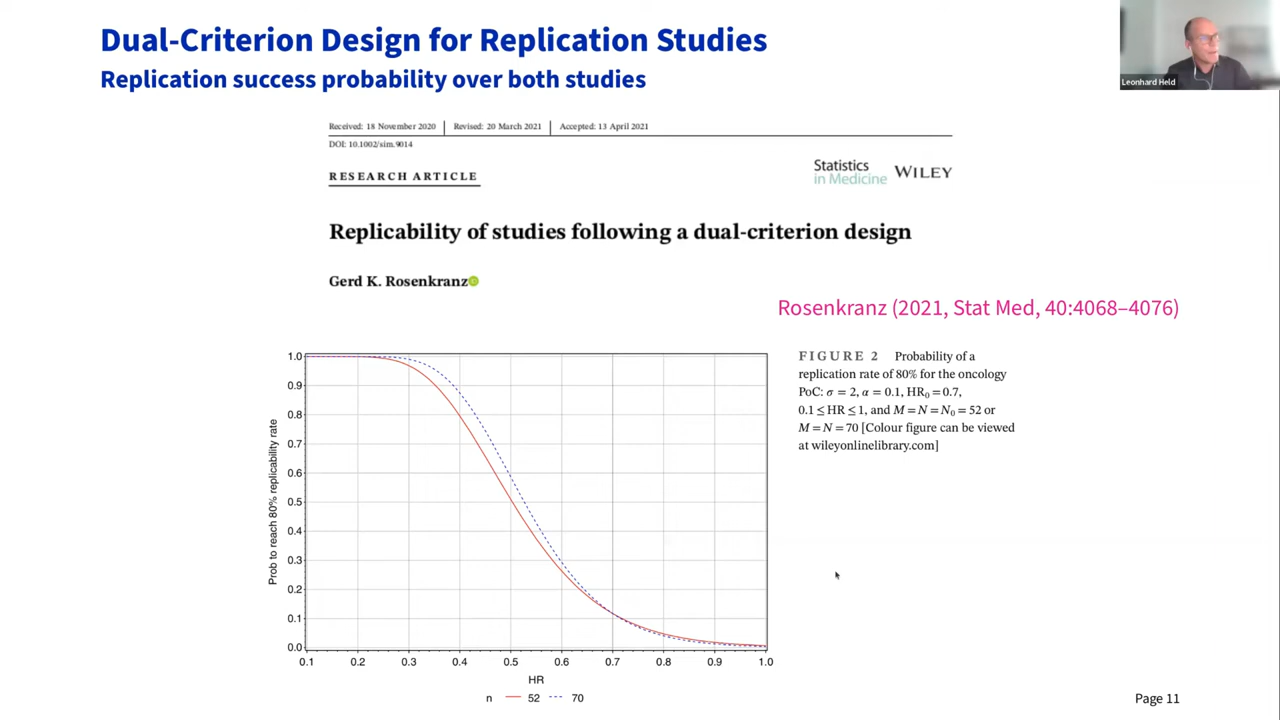 Dual-Criterion Design for Replication Studies
Replication success probability over both studies
Leonhard Held
Received: 18 November 2020 | Revised: 20 March 2021 | Accepted: 13 April 2021
DOI: 10.1002/sim.9014
RESEARCH ARTICLE
Statistics
in Medicine WILEY
Replicability of studies following a dual-criterion design
Gerd K. Rosenkranz
Rosenkranz (2021, Stat Med, 40:4068–4076)
Prob to reach 80% replicability rate
1.0
0.9
0.8
0.7
0.6
0.5
0.4
0.3
0.2
0.1
0.0
0.1 0.2 0.3 0.4 0.5 0.6 0.7 0.8 0.9 1.0
HR
n 52 70
FIGURE 2 Probability of a
replication rate of 80% for the oncology
PoC: σ = 2, α = 0.1, HR₀ = 0.7,
0.1 ≤ HR ≤ 1, and M = N = N₀ = 52 or
M = N = 70 [Colour figure can be viewed
at wileyonlinelibrary.com]
Page 11